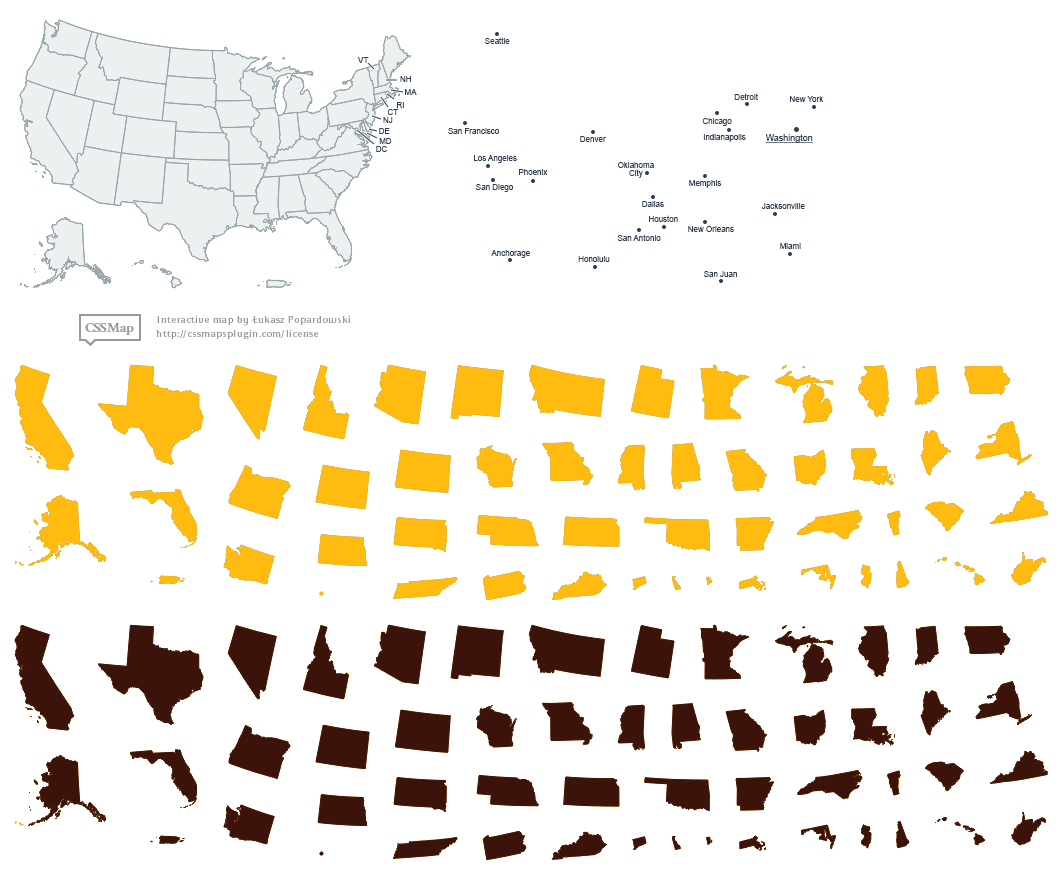 VT
NH
MA
RI
CT
NJ
DE
MD
DC
Seattle
Detroit
New York
Chicago
San Francisco
Denver
Indianapolis
Washington
Los Angeles
Oklahoma
City
Phoenix
San Diego
Memphis
Dallas
Jacksonville
Houston
New Orleans
San Antonio
Miami
Anchorage
Honolulu
San Juan
CSSMap
Interactive map by Łukasz Popardowski
http://cssmapsplugin.com/license